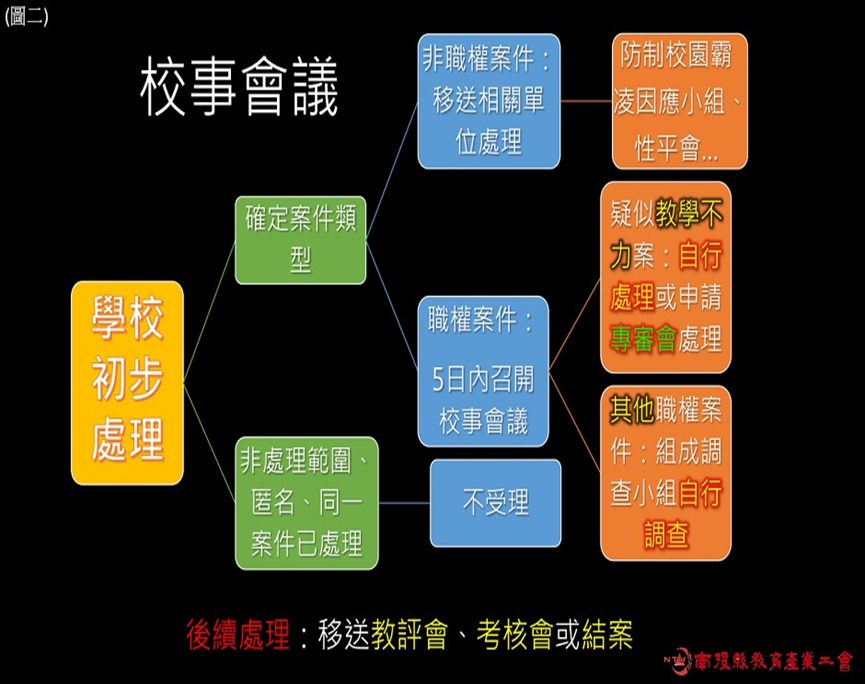 (圖二)
校事會議
學校
初步
處理
確定案件類
型
非處理範圍、
匿名、同一
案件已處理
非職權案件：
移送相關單
位處理
職權案件：
5日內召開
校事會議
不受理
防制校園霸
凌因應小組、
性平會...
疑似教學不
力案：自行
處理或申請
專審會處理
其他職權案
件：組成調
查小組自行
調查
後續處理：移送教評會、考核會或結案
南投縣教育產業工會